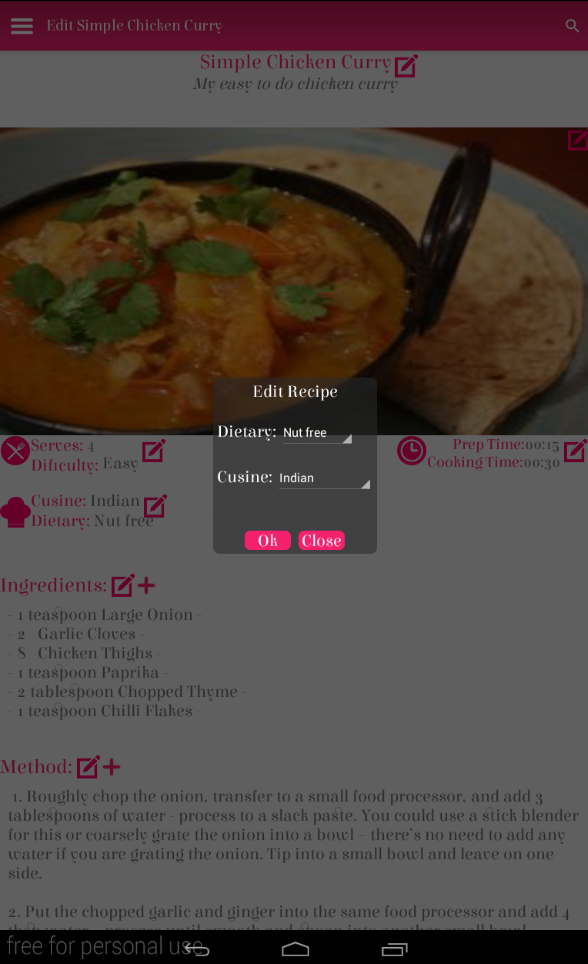 Edit Simple Chicken Curry
Simple Chicken Curry
My easy to do chicken curry
Edit Recipe
Dietary: Nut free
Cusine: Indian
Ok Close
Serves: 4
Dificulty: Easy
Prep Time:00:15
Cooking Time:00:30
Cusine: Indian
Dietary: Nut free
Ingredients:
- 1 teaspoon Large Onion -
- 2 Garlic Cloves -
- 8 Chicken Thighs -
- 1 teaspoon Paprika -
- 2 tablespoon Chopped Thyme -
- 1 teaspoon Chilli Flakes -
Method:
1. Roughly chop the onion, transfer to a small food processor, and add 3
tablespoons of water - process to a slack paste. You could use a stick blender
for this or coarsely grate the onion into a bowl – there's no need to add any
water if you are grating the onion. Tip into a small bowl and leave on one
side.
2. Put the chopped garlic and ginger into the same food processor and add 4
free for personal use